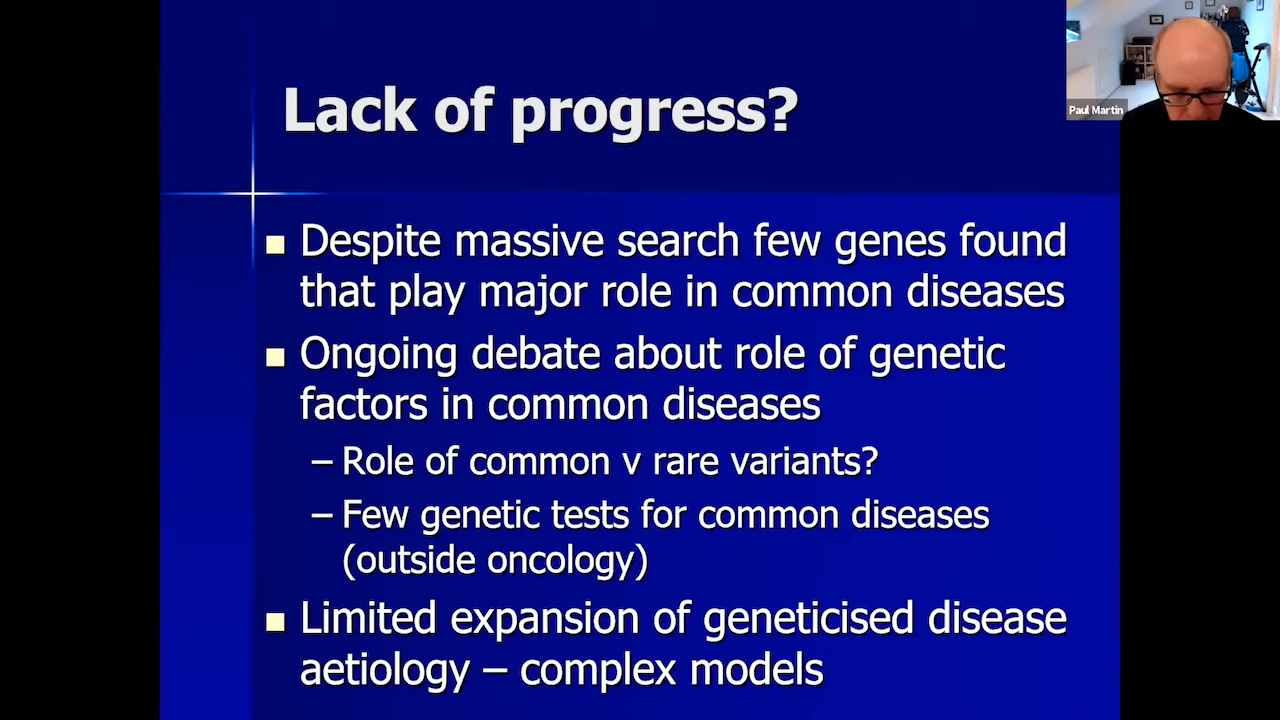 Lack of progress?
Paul Martin
■ Despite massive search few genes found
that play major role in common diseases
■ Ongoing debate about role of genetic
factors in common diseases
– Role of common v rare variants?
– Few genetic tests for common diseases
(outside oncology)
■ Limited expansion of geneticised disease
aetiology – complex models